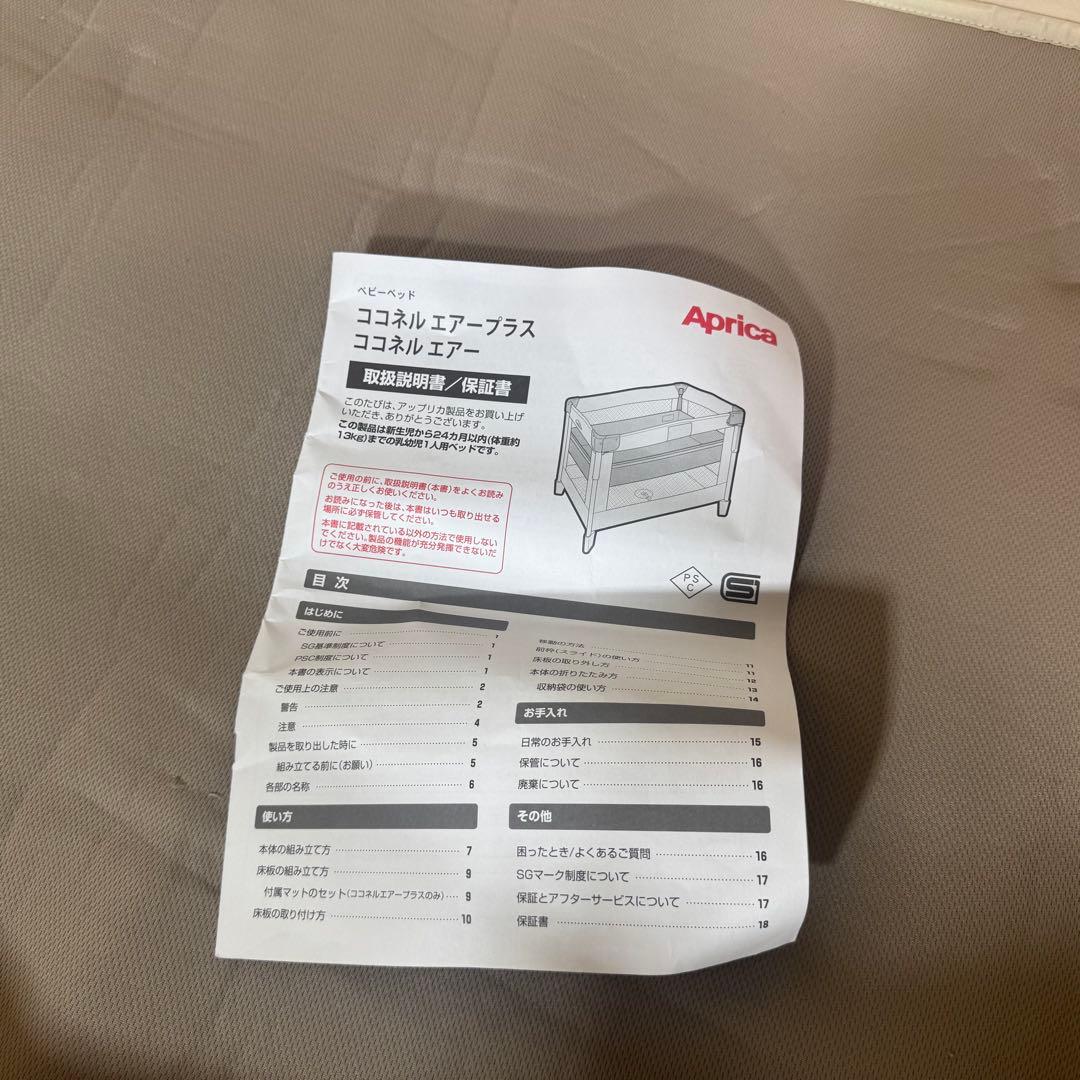 ベビーベッド
ココネル エアープラス
ココネル エアー
Aprica
取扱説明書／保証書
このたびは、アップリカ製品をお買い上げ
いただき、ありがとうございます。
この製品は新生児から24カ月以内(体重約
13kg)までの乳幼児1人用ベッドです。
ご使用の前に、取扱説明書(本書)をよくお読み
のうえ正しくお使いください。
お読みになった後は、本書はいつも取り出せる
場所に必ず保管してください。
本書に記載されている以外の方法で使用しない
でください。製品の機能が充分発揮できないだ
けでなく大変危険です。
PS
C
目 次
はじめに
ご使用前に 1
SG基準制度について 1
PSC制度について 1
本書の表示について 1
ご使用上の注意 2
警告 2
注意 4
製品を取り出した時に 5
組み立てる前に(お願い) 5
各部の名称 6
使い方
本体の組み立て方 7
床板の組み立て方 9
付属マットのセット(ココネルエアープラスのみ) 9
床板の取り付け方 10
移動の方法 11
前枠(スライド)の使い方 11
床板の取り外し方 12
本体の折りたたみ方 13
収納袋の使い方 14
お手入れ
日常のお手入れ 15
保管について 16
廃棄について 16
その他
困ったとき/よくあるご質問 16
SGマーク制度について 17
保証とアフターサービスについて 17
保証書 18